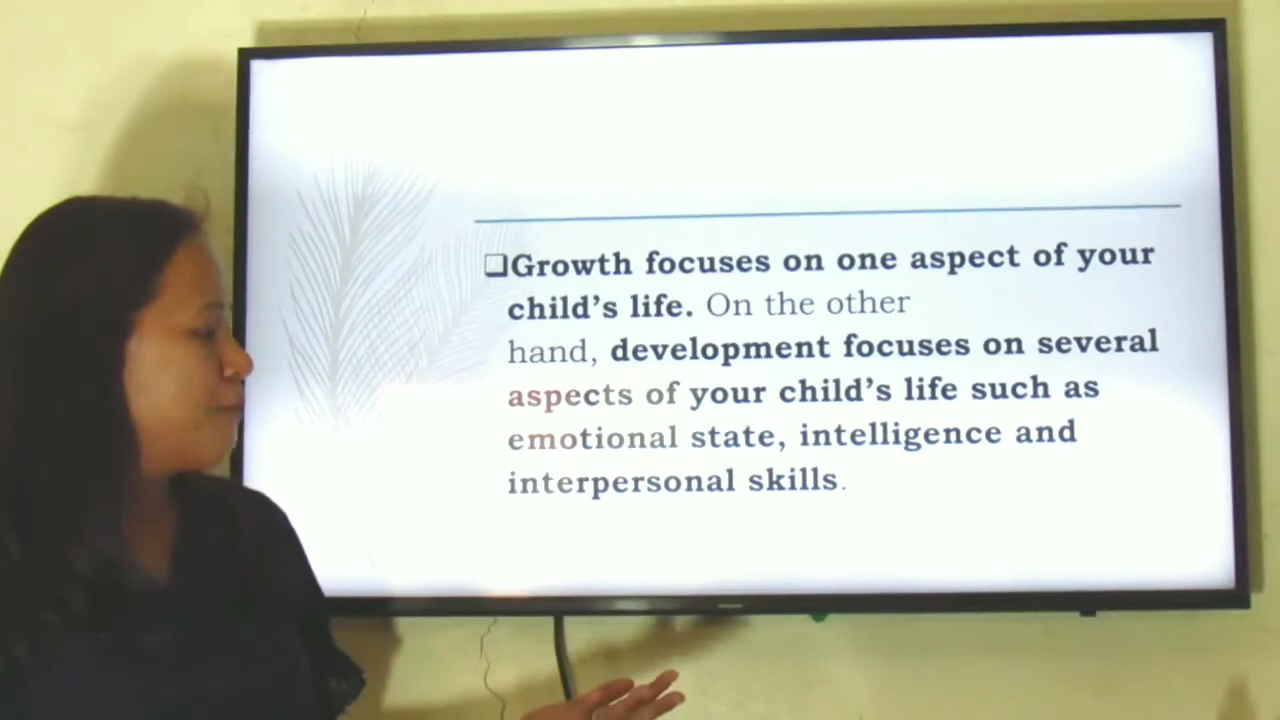 ❑Growth focuses on one aspect of your
child’s life. On the other
hand, development focuses on several
aspects of your child’s life such as
emotional state, intelligence and
interpersonal skills.